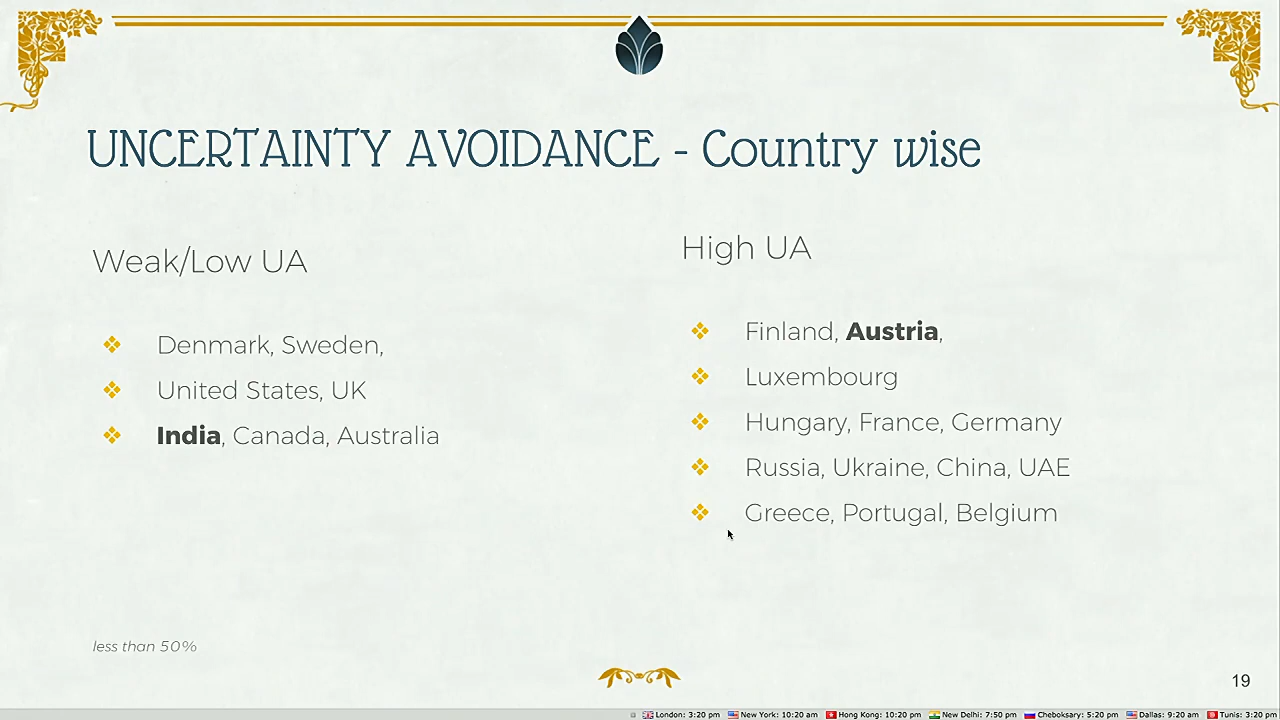 UNCERTAINTY AVOIDANCE - Country wise
Weak/Low UA
Denmark, Sweden,
United States, UK
India, Canada, Australia
High UA
Finland, Austria,
Luxembourg
Hungary, France, Germany
Russia, Ukraine, China, UAE
Greece, Portugal, Belgium
less than 50%
19
London: 3:20 pm New York: 10:20 am Hong Kong: 10:20 pm New Delhi: 7:50 pm Cheboksary: 5:20 pm Dallas: 9:20 am Tunis: 3:20 pm